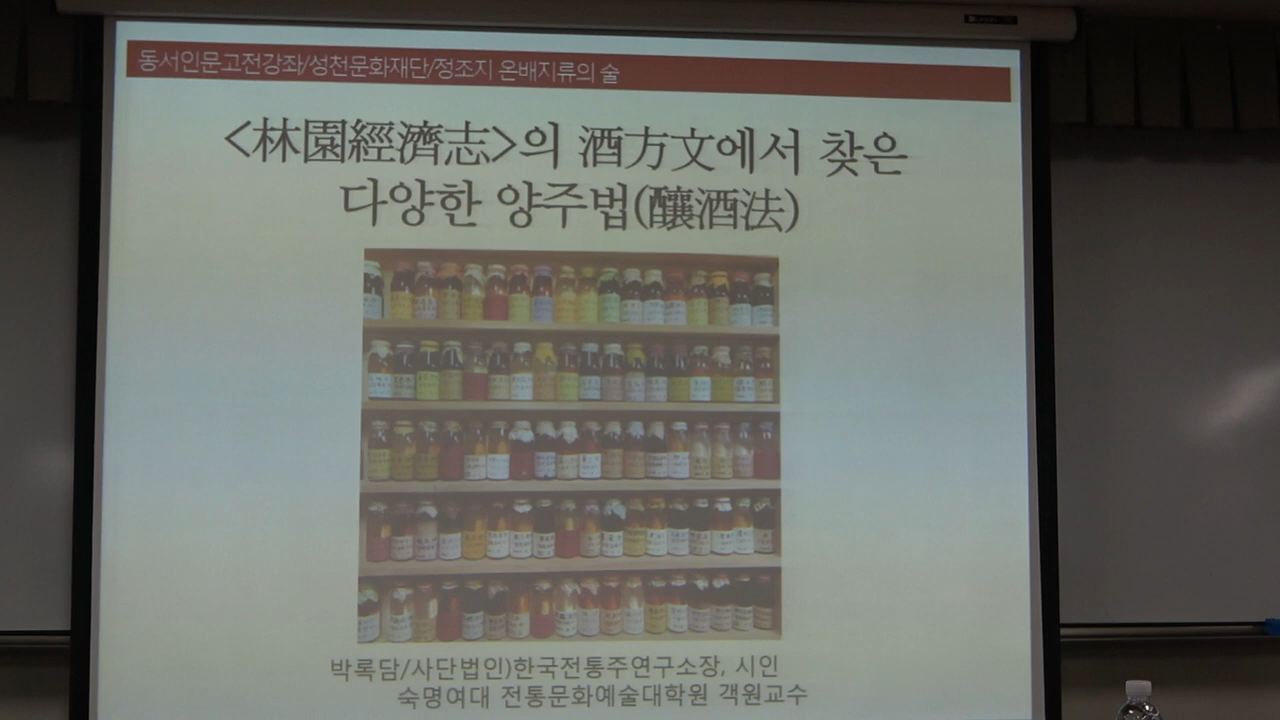 동서인문고전강좌/성천문화재단/정조지 온배지류의 술
<林園經濟志>의 酒方文에서 찾은
다양한 양주법(釀酒法)
박록담/사단법인)한국전통주연구소장, 시인
숙명여대 전통문화예술대학원 객원교수